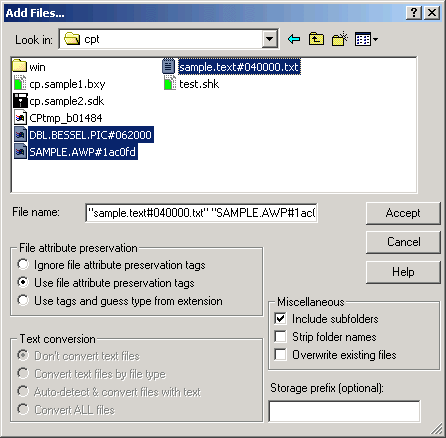 Add Files...
Look in:
cpt
win
cp.sample1.bxy
cp.sample2.sdk
CPtmp_b01484
DBL.BESSEL.PIC#062000
SAMPLE.AWP#1ac0fd
sample.text#040000.txt
test.shk
File name:
"sample.text#040000.txt" "SAMPLE.AWP#1ac0
Accept
Cancel
Help
File attribute preservation
Ignore file attribute preservation tags
Use file attribute preservation tags
Use tags and guess type from extension
Text conversion
Don't convert text files
Convert text files by file type
Auto-detect & convert files with text
Convert ALL files
Miscellaneous
Include subfolders
Strip folder names
Overwrite existing files
Storage prefix (optional):